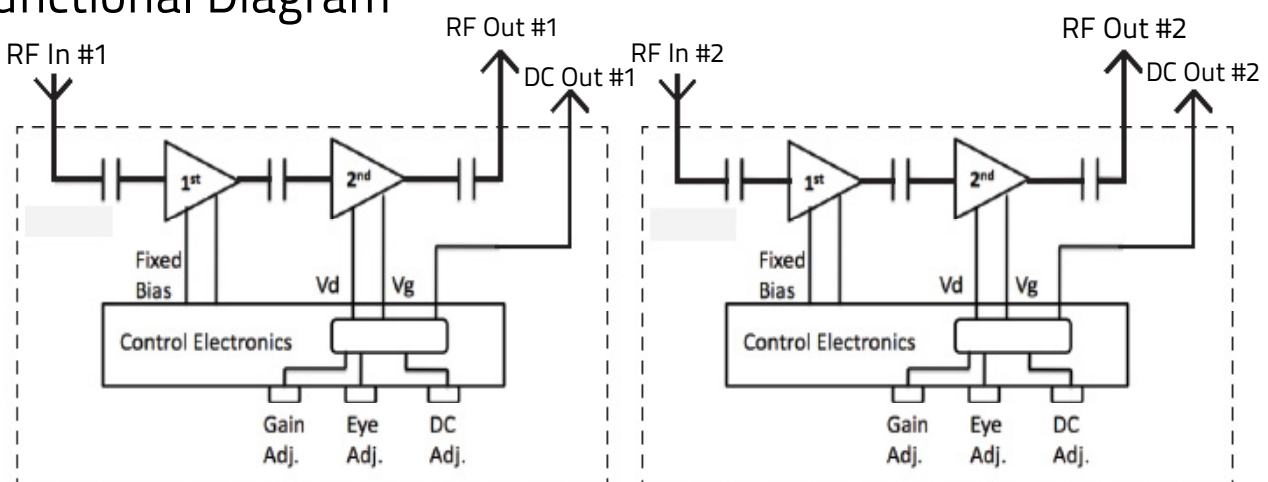 unctional Diagram
RF In #1
RF Out #1
DC Out #1
1st
2nd
Fixed
Bias
Vd
Vg
Control Electronics
Gain
Adj.
Eye
Adj.
DC
Adj.
RF In #2
RF Out #2
DC Out #2
1st
2nd
Fixed
Bias
Vd
Vg
Control Electronics
Gain
Adj.
Eye
Adj.
DC
Adj.